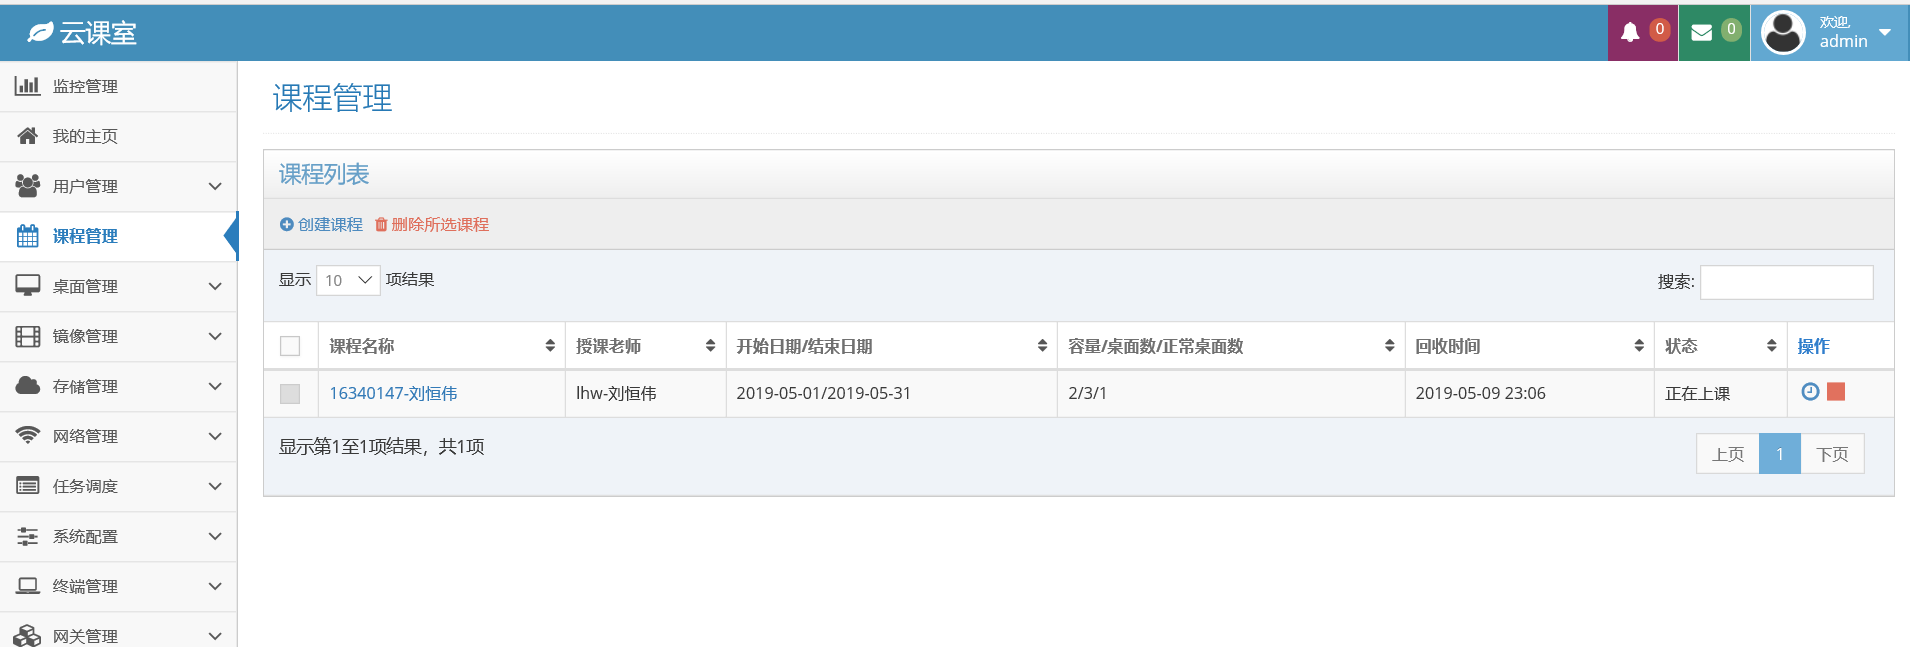 云课室
0
0
欢迎,
admin
监控管理
我的主页
用户管理
课程管理
桌面管理
镜像管理
存储管理
网络管理
任务调度
系统配置
终端管理
网关管理
课程管理
课程列表
创建课程 删除所选课程
显示 10 项结果
搜索:
课程名称 授课老师 开始日期/结束日期 容量/桌面数/正常桌面数 回收时间 状态 操作
16340147-刘恒伟 lhw-刘恒伟 2019-05-01/2019-05-31 2/3/1 2019-05-09 23:06 正在上课
显示第1至1项结果，共1项
上页 1 下页